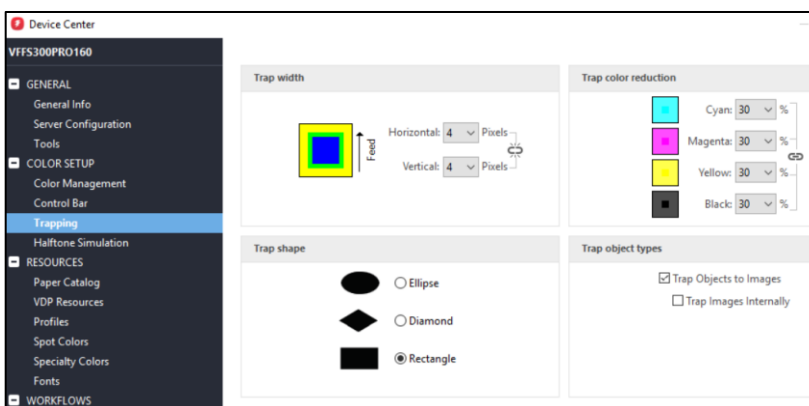 Device Center
VFFS300PRO160
GENERAL
General Info
Server Configuration
Tools
COLOR SETUP
Color Management
Control Bar
Trapping
Halftone Simulation
RESOURCES
Paper Catalog
VDP Resources
Profiles
Spot Colors
Specialty Colors
Fonts
WORKFLOWS
Trap width
Feed
Horizontal: 4 Pixels
Vertical: 4 Pixels
Trap color reduction
Cyan: 30 %
Magenta: 30 %
Yellow: 30 %
Black: 30 %
Trap shape
Ellipse
Diamond
Rectangle
Trap object types
Trap Objects to Images
Trap Images Internally